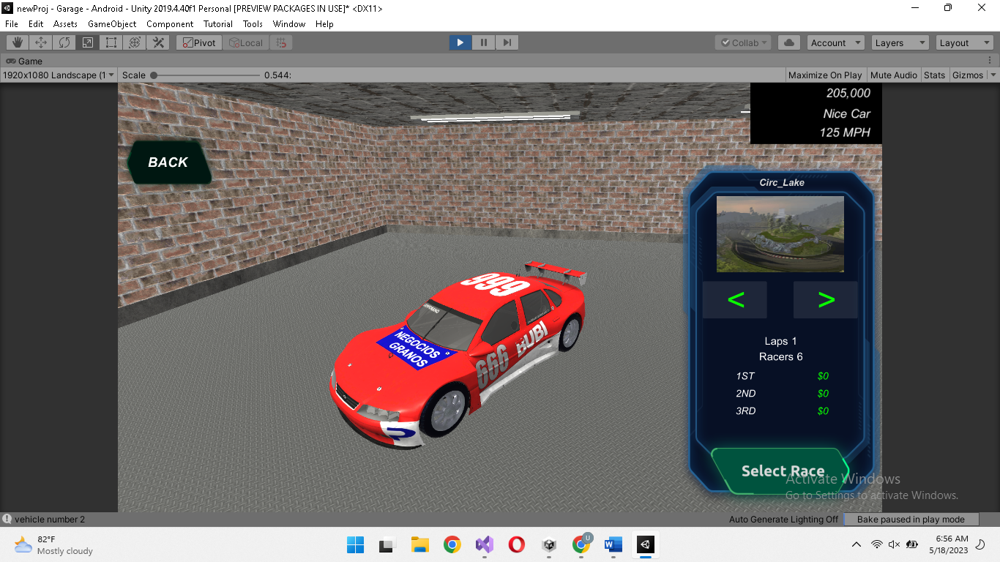 newProj - Garage - Android - Unity 2019.4.40f1 Personal [PREVIEW PACKAGES IN USE]* <DX11>
File Edit Assets GameObject Component Tutorial Tools Window Help
Pivot Local Collab Account Layers Layout
Game
1920x1080 Landscape (1 Scale 0.544: Maximize On Play Mute Audio Stats Gizmos
205,000
Nice Car
125 MPH
BACK
Circ_Lake
< >
Laps 1
Racers 6
1ST $0
2ND $0
3RD $0
Select Race
999
NEGOCIOS
GRANOS
666 BUBI
Activate Windows
Go to Settings to activate Windows.
vehicle number 2 Auto Generate Lighting Off Bake paused in play mode
82°F
Mostly cloudy
U
W
6:56 AM
5/18/2023